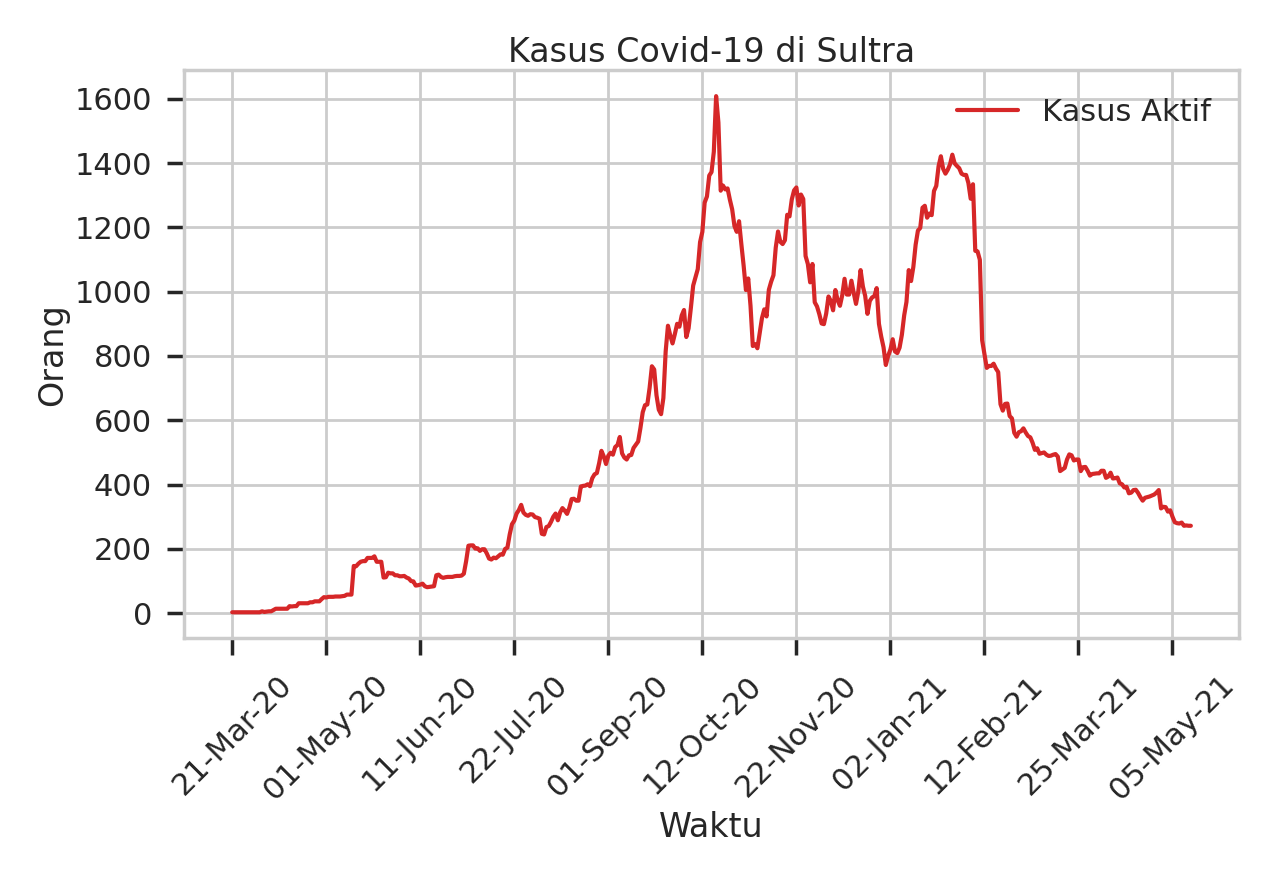 Kasus Covid-19 di Sultra
Kasus Aktif
1600
1400
1200
1000
800
600
400
200
0
Orang
21-Mar-20
01-May-20
11-Jun-20
22-Jul-20
01-Sep-20
12-Oct-20
22-Nov-20
02-Jan-21
12-Feb-21
25-Mar-21
05-May-21
Waktu